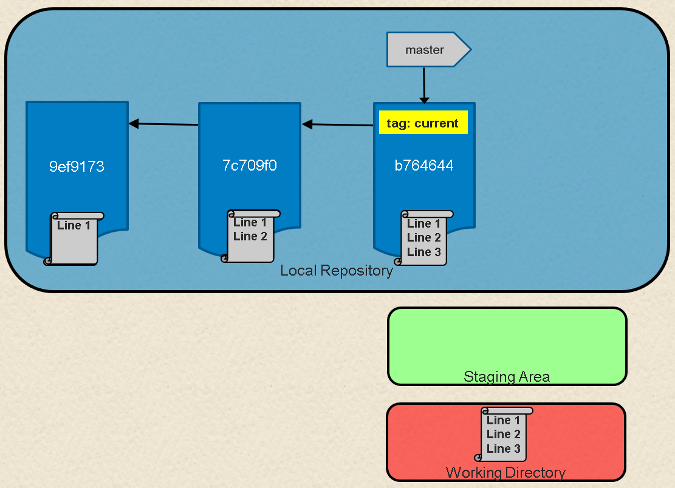 master
tag: current
9ef9173
7c709f0
b764644
Line 1
Line 1
Line 2
Line 1
Line 2
Line 3
Local Repository
Staging Area
Line 1
Line 2
Line 3
Working Directory